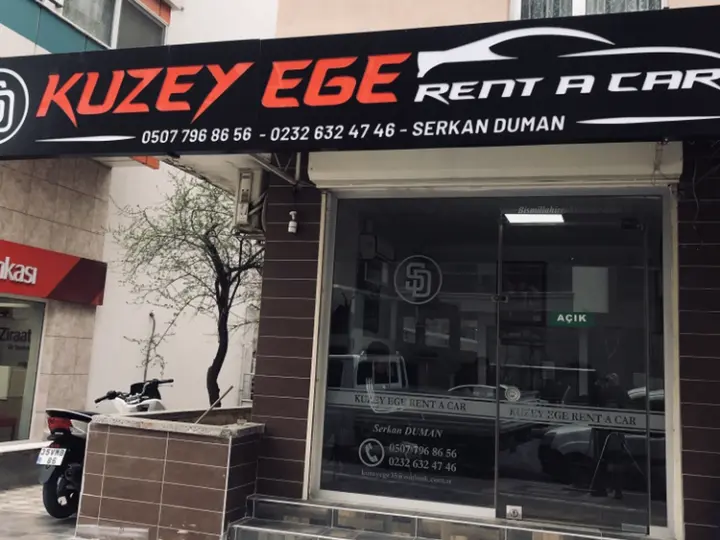 KUZEY EGE RENT A CAR
0507 796 86 56 - 0232 632 47 46 - SERKAN DUMAN
AÇIK
KUZEY EGE RENT A CAR
KUZEY EGE RENT A CAR
Serkan DUMAN
0507 796 86 56
0232 632 47 46
nkası
Ziraat